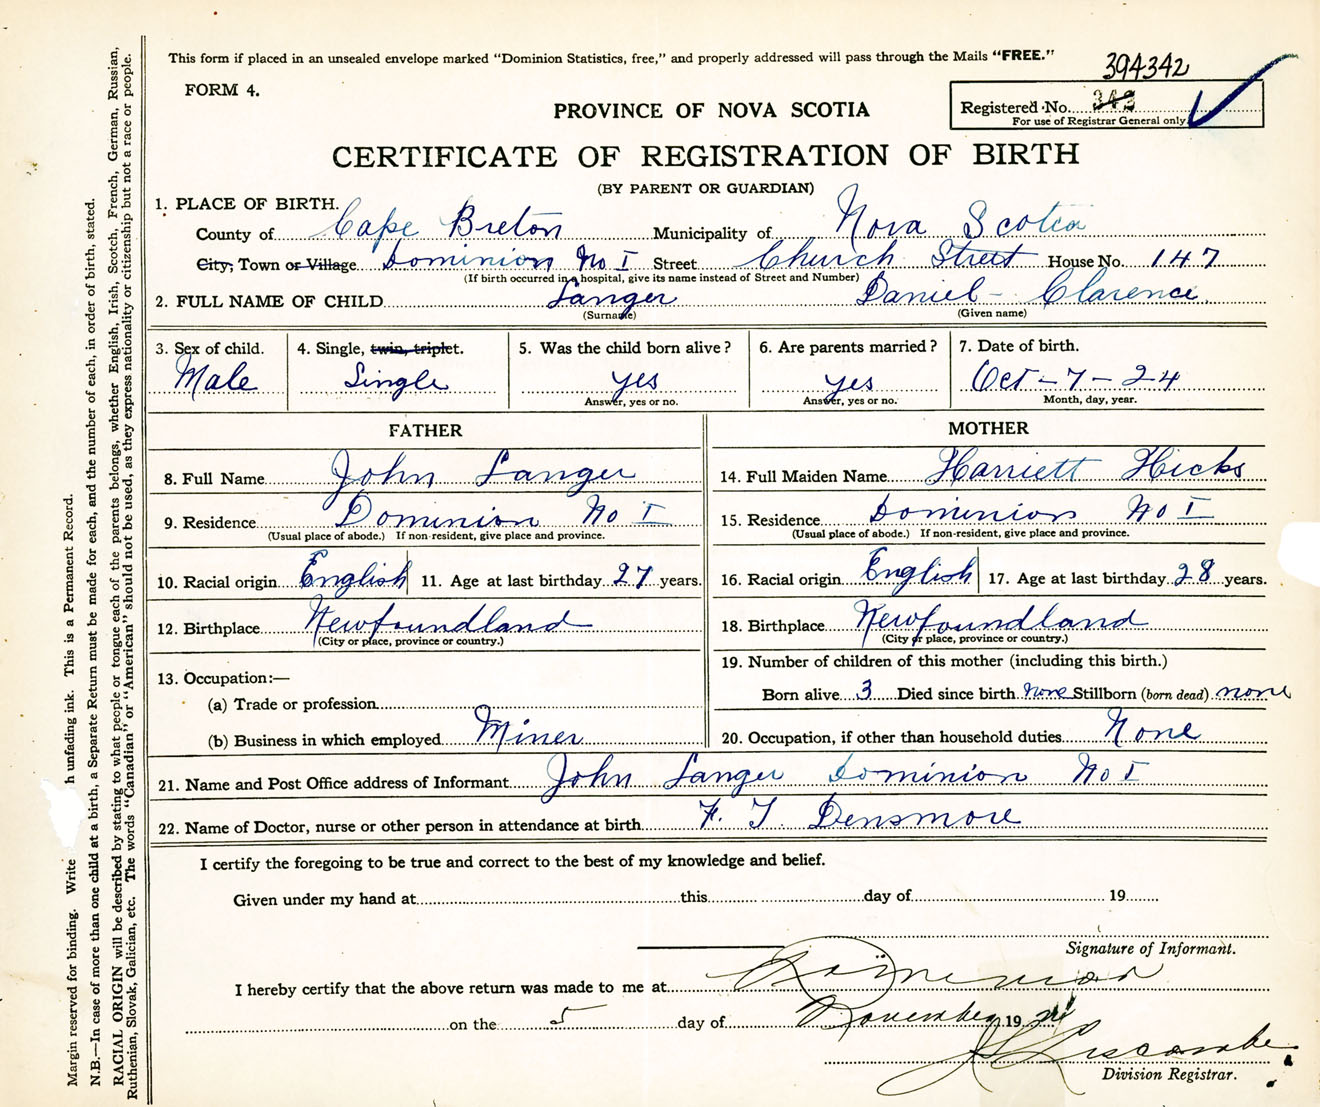 This form if placed in an unsealed envelope marked “Dominion Statistics, free,” and properly addressed will pass through the Mails “FREE.”
394342
FORM 4.
PROVINCE OF NOVA SCOTIA
Registered No. 343
For use of Registrar General only
CERTIFICATE OF REGISTRATION OF BIRTH
(BY PARENT OR GUARDIAN)
1. PLACE OF BIRTH.
County of Cape Breton Municipality of Nova Scotia
City; Town or Village Dominion No I Street Church Street House No. 147
(If birth occurred in a hospital, give its name instead of Street and Number)
2. FULL NAME OF CHILD Langer Daniel - Clarence
(Surname) (Given name)
3. Sex of child. 4. Single, twin, triplet. 5. Was the child born alive? 6. Are parents married? 7. Date of birth.
Male Single yes yes Oct - 7 - 24
Answer, yes or no. Answer, yes or no. Month, day, year.
FATHER MOTHER
8. Full Name John Langer 14. Full Maiden Name Harriett Hicks
9. Residence Dominion No I 15. Residence Dominion No I
(Usual place of abode.) If non-resident, give place and province. (Usual place of abode.) If non-resident, give place and province.
10. Racial origin English 11. Age at last birthday 27 years. 16. Racial origin English 17. Age at last birthday 28 years.
12. Birthplace Newfoundland 18. Birthplace Newfoundland
(City or place, province or country.) (City or place, province or country.)
13. Occupation:— 19. Number of children of this mother (including this birth.)
(a) Trade or profession Born alive 3 Died since birth none Stillborn (born dead) none
(b) Business in which employed Miner 20. Occupation, if other than household duties None
21. Name and Post Office address of Informant John Langer Dominion No I
22. Name of Doctor, nurse or other person in attendance at birth F. T. Densmore
I certify the foregoing to be true and correct to the best of my knowledge and belief.
Given under my hand at this day of 19
Signature of Informant.
I hereby certify that the above return was made to me at
on the 5 day of November 19
Division Registrar.
Margin reserved for binding. Write h unfading ink. This is a Permanent Record.
N.B.—In case of more than one child at a birth, a Separate Return must be made for each, and the number of each, in order of birth, stated.
RACIAL ORIGIN will be described by stating to what people or tongue each of the parents belongs, whether English, Irish, Scotch, French, German, Russian,
Ruthenian, Slovak, Galician, etc. The words “Canadian” or “American” should not be used, as they express nationality or citizenship but not a race or people.